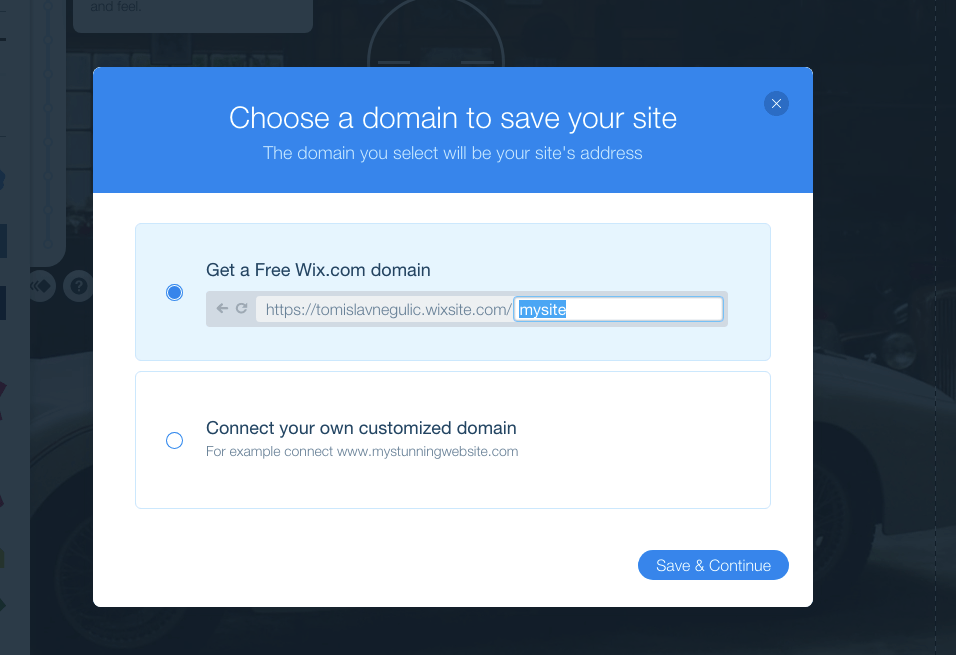 and feel.
Choose a domain to save your site
The domain you select will be your site's address
Get a Free Wix.com domain
https://tomislavnegulic.wixsite.com/mysite
Connect your own customized domain
For example connect www.mystunningwebsite.com
Save & Continue